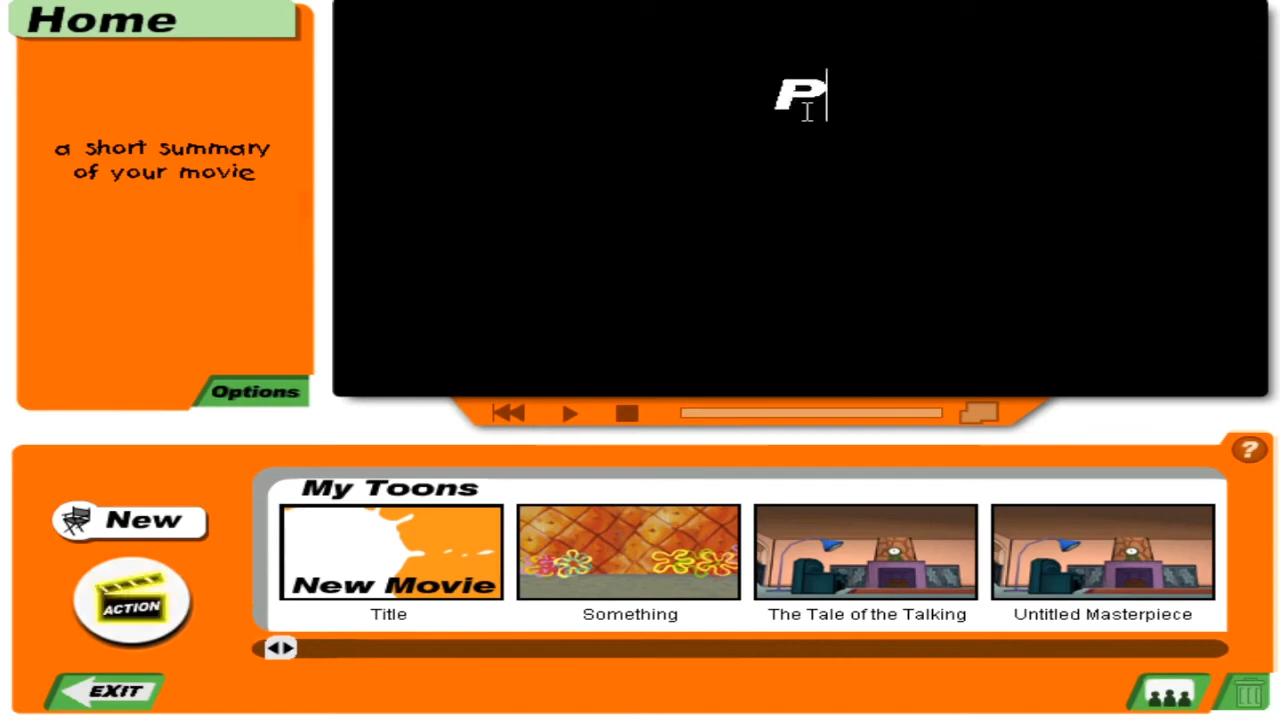 Home
a short summary
of your movie
Options
P
?
New
ACTION
EXIT
My Toons
New Movie
Title
Something
The Tale of the Talking
Untitled Masterpiece